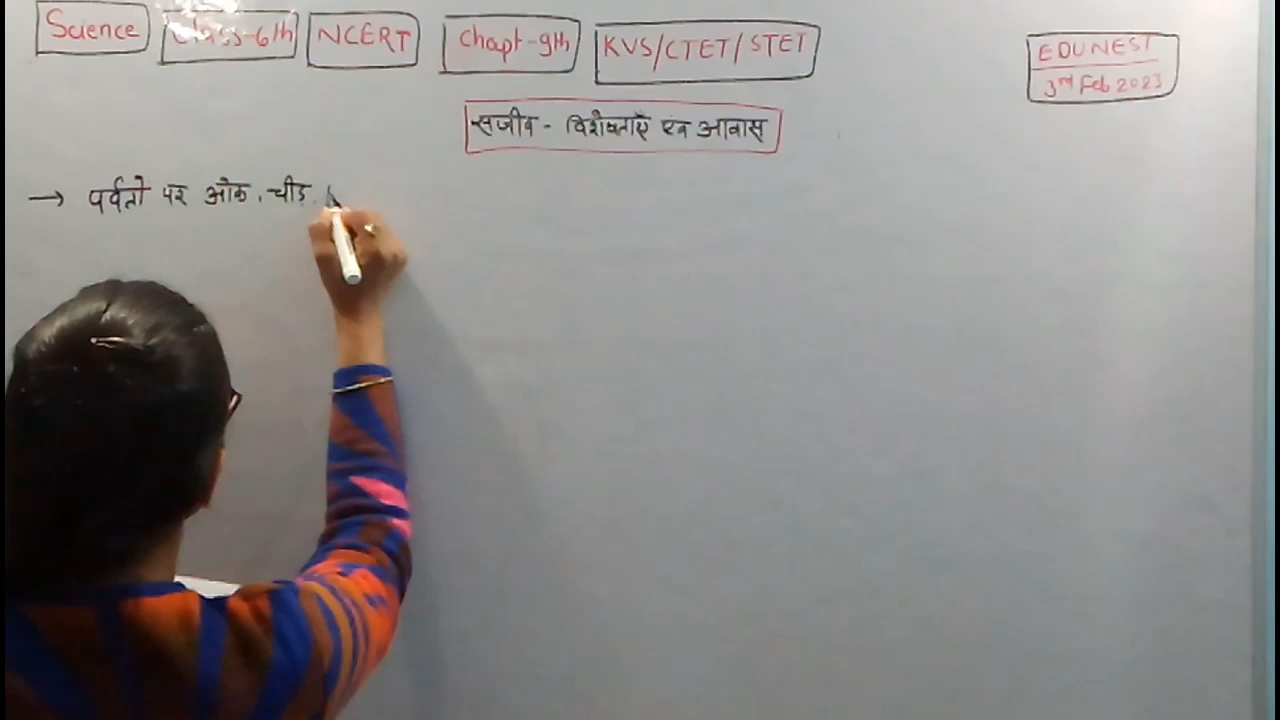 Science Class-6th NCERT Chapt-9th KVS/CTET/STET EDUNEST
3rd Feb 2023
सजीव - विशेषताएँ एंव आवास
→ पर्वतो पर ओक, चीड़,